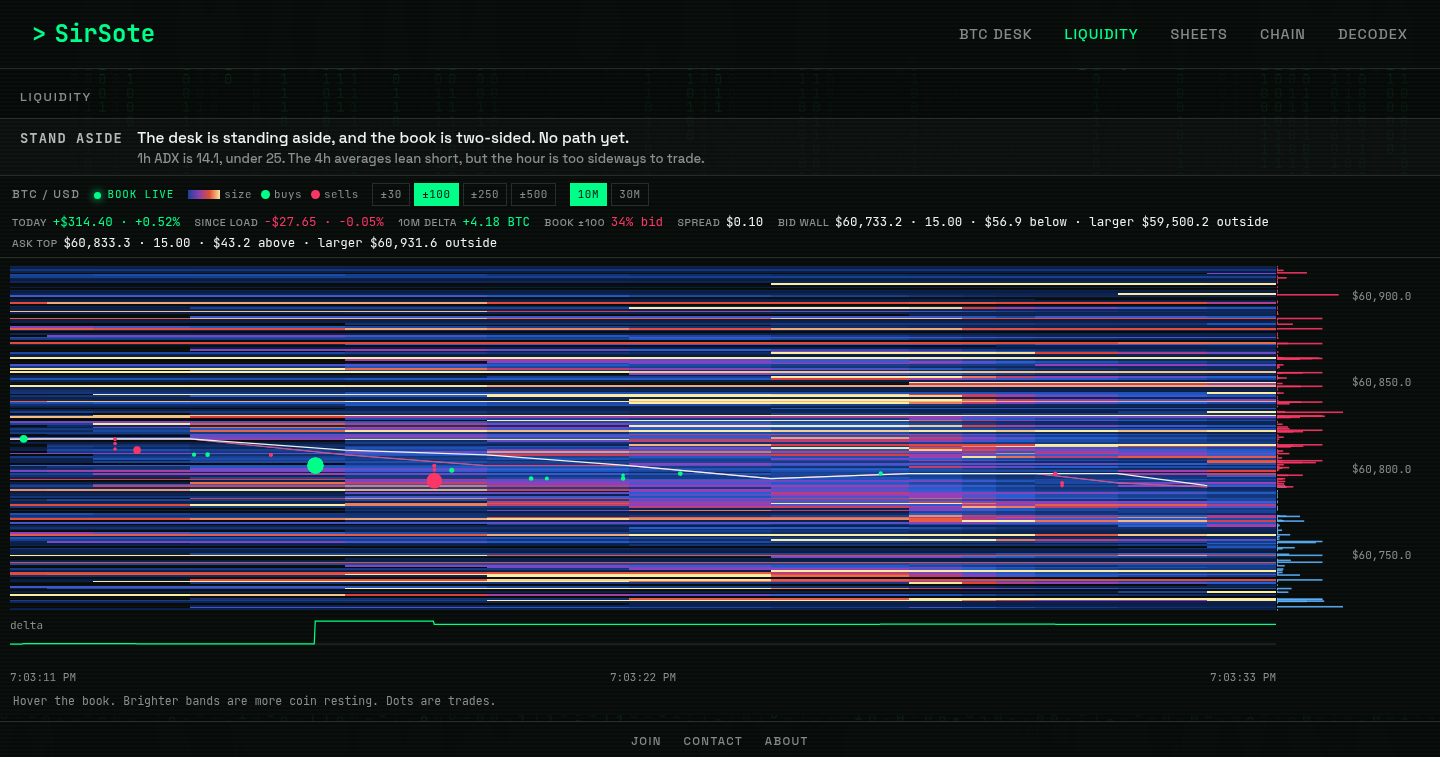 > SirSote
BTC DESK LIQUIDITY SHEETS CHAIN DECODEX
LIQUIDITY
STAND ASIDE The desk is standing aside, and the book is two-sided. No path yet.
1h ADX is 14.1, under 25. The 4h averages lean short, but the hour is too sideways to trade.
BTC / USD BOOK LIVE size buys sells ±30 ±100 ±250 ±500 10M 30M
TODAY +$314.40 · +0.52% SINCE LOAD -$27.65 · -0.05% 10M DELTA +4.18 BTC BOOK ±100 34% bid SPREAD $0.10 BID WALL $60,733.2 · 15.00 · $56.9 below · larger $59,500.2 outside
ASK TOP $60,833.3 · 15.00 · $43.2 above · larger $60,931.6 outside
$60,900.0
$60,850.0
$60,800.0
$60,750.0
delta
7:03:11 PM 7:03:22 PM 7:03:33 PM
Hover the book. Brighter bands are more coin resting. Dots are trades.
JOIN CONTACT ABOUT